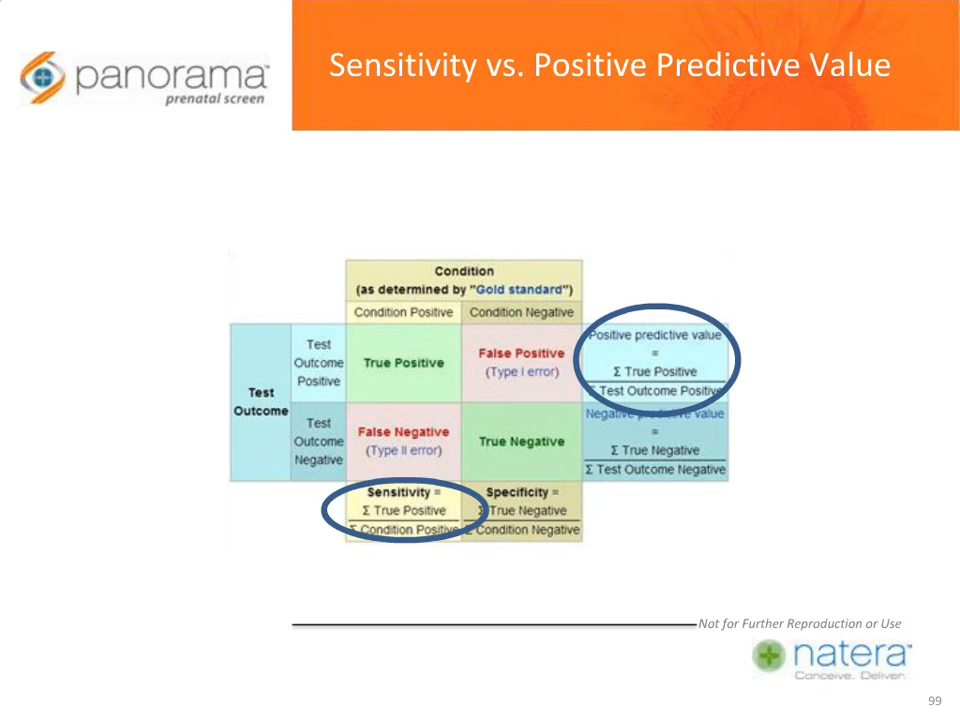 panorama™
prenatal screen
Sensitivity vs. Positive Predictive Value
Condition
(as determined by "Gold standard")
Condition Positive
Condition Negative
Test
Outcome
Test
Outcome
Positive
True Positive
False Positive
(Type I error)
Positive predictive value
=
Σ True Positive
Σ Test Outcome Positive
Test
Outcome
Negative
False Negative
(Type II error)
True Negative
Negative predictive value
=
Σ True Negative
Σ Test Outcome Negative
Sensitivity =
Σ True Positive
Σ Condition Positive
Specificity =
Σ True Negative
Σ Condition Negative
Not for Further Reproduction or Use
natera™
Conceive. Deliver.
99